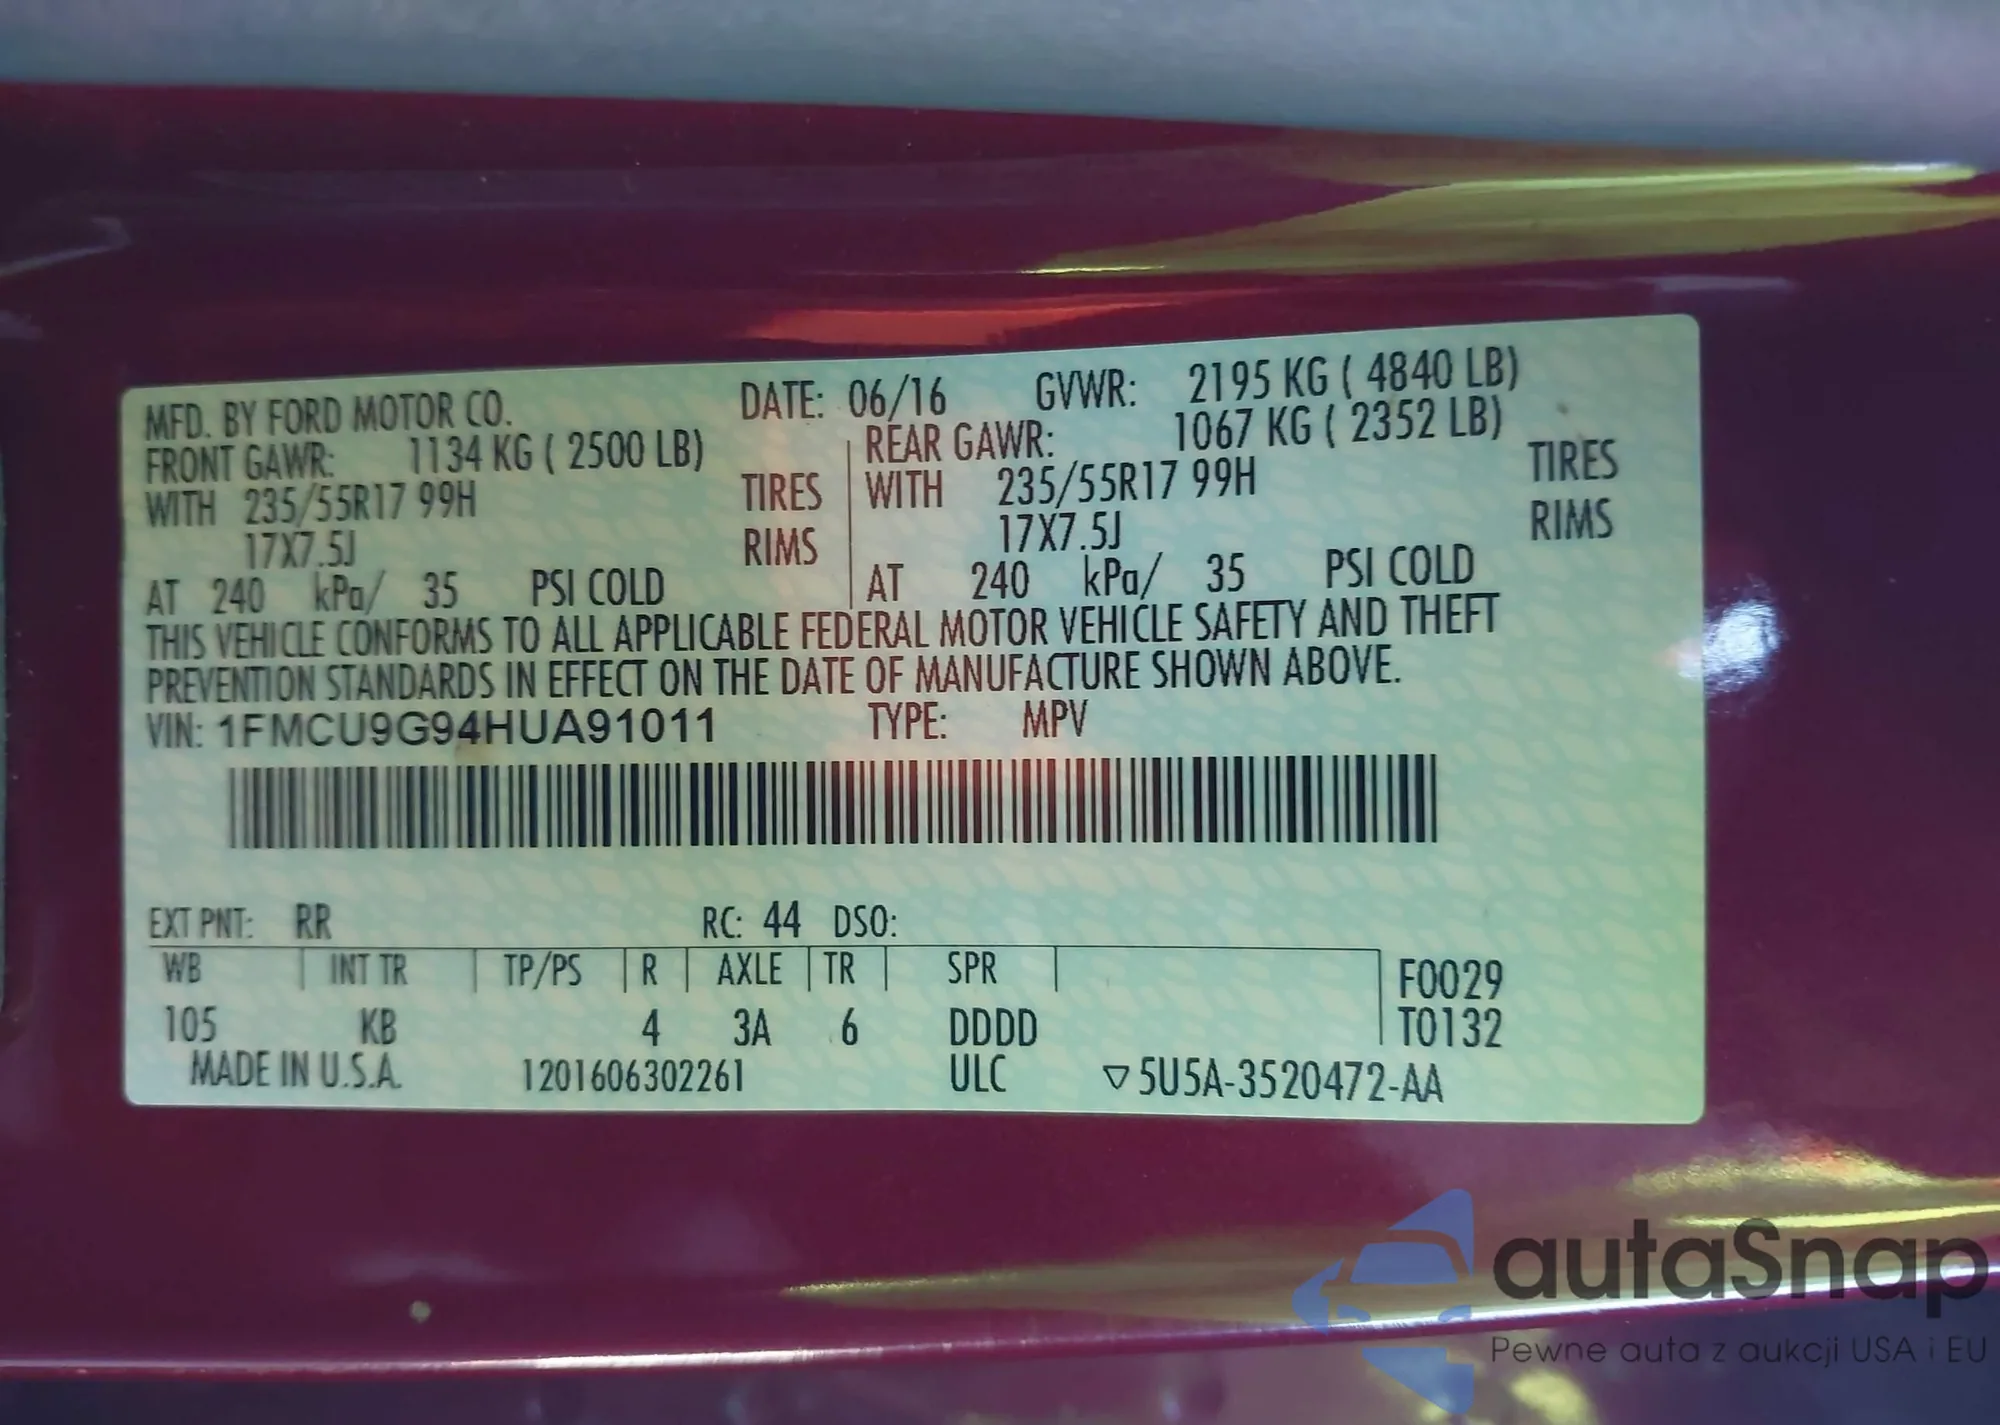 MFD. BY FORD MOTOR CO. DATE: 06/16 GVWR: 2195 KG ( 4840 LB)
FRONT GAWR: 1134 KG ( 2500 LB) REAR GAWR: 1067 KG ( 2352 LB)
WITH 235/55R17 99H TIRES WITH 235/55R17 99H TIRES
17X7.5J RIMS 17X7.5J RIMS
AT 240 kPa/ 35 PSI COLD AT 240 kPa/ 35 PSI COLD
THIS VEHICLE CONFORMS TO ALL APPLICABLE FEDERAL MOTOR VEHICLE SAFETY AND THEFT
PREVENTION STANDARDS IN EFFECT ON THE DATE OF MANUFACTURE SHOWN ABOVE.
VIN: 1FMCU9G94HUA91011 TYPE: MPV
EXT PNT: RR RC: 44 DSO:
WB INT TR TP/PS R AXLE TR SPR F0029
105 KB 4 3A 6 DDDD T0132
MADE IN U.S.A. 1201606302261 ULC ▽5U5A-3520472-AA
autaSnap
Pewne auta z aukcji USA i EU